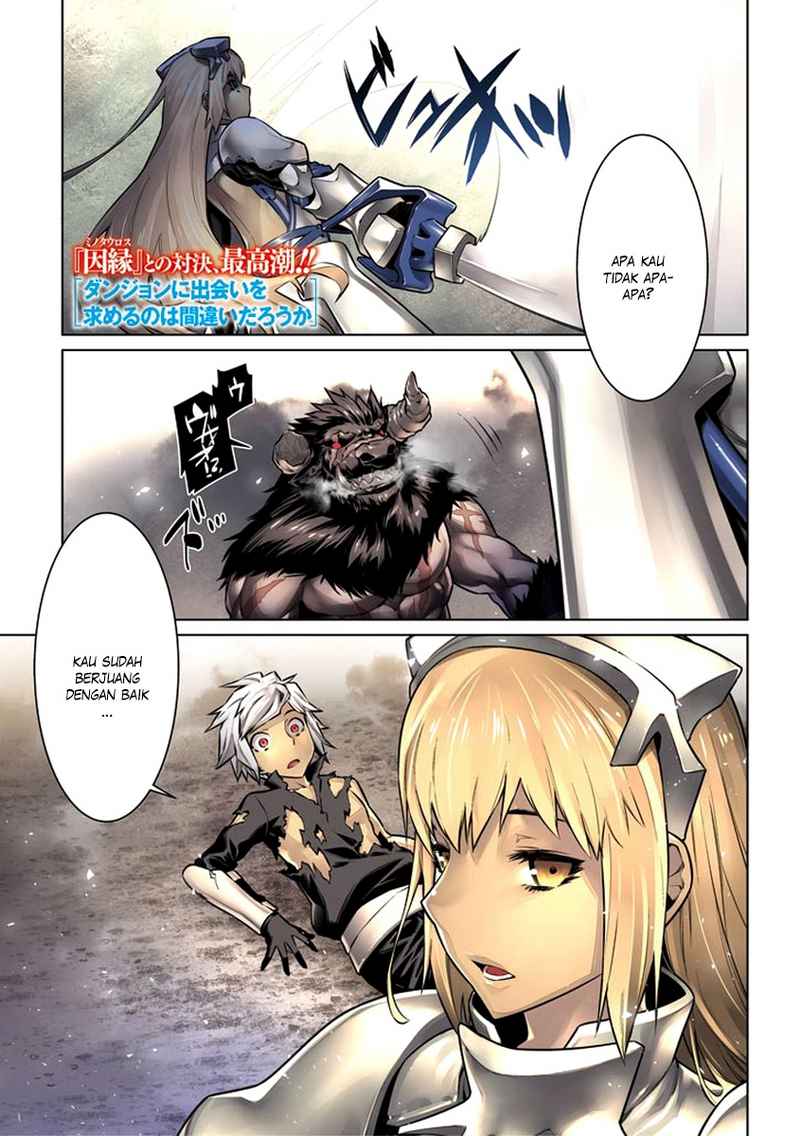 ビュオッ
APA KAU
TIDAK APA-
APA?
ミノタウロス
『因縁』との対決、最高潮!!
ダンジョンに出会いを
求めるのは間違いだろうか
ウ
ヴォ!?
ズ…
KAU SUDAH
BERJUANG
DENGAN BAIK
...